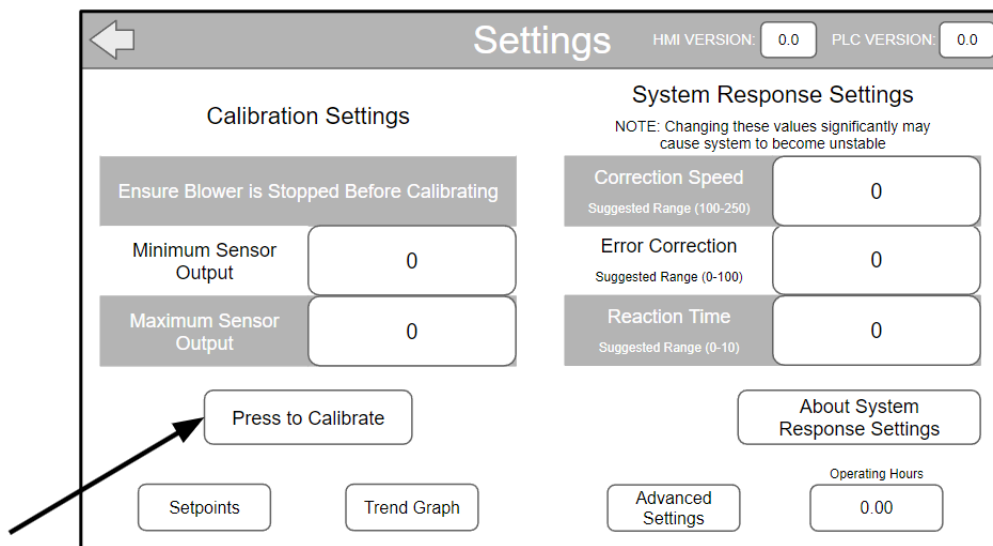 Settings
HMI VERSION: 0.0
PLC VERSION: 0.0
Calibration Settings
Ensure Blower is Stopped Before Calibrating
Minimum Sensor
Output
0
Maximum Sensor
Output
0
Press to Calibrate
Setpoints
Trend Graph
System Response Settings
NOTE: Changing these values significantly may
cause system to become unstable
Correction Speed
Suggested Range (100-250)
0
Error Correction
Suggested Range (0-100)
0
Reaction Time
Suggested Range (0-10)
0
About System
Response Settings
Advanced
Settings
Operating Hours
0.00